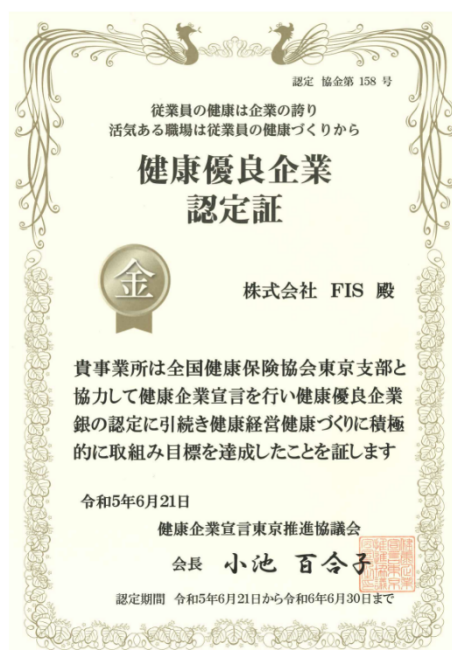 認定 協金第 158 号
従業員の健康は企業の誇り
活気ある職場は従業員の健康づくりから
健康優良企業
認定証
金
株式会社 FIS 殿
貴事業所は全国健康保険協会東京支部と
協力して健康企業宣言を行い健康優良企業
銀の認定に引続き健康経営健康づくりに積極
的に取組み目標を達成したことを証します
令和5年6月21日
健康企業宣言東京推進協議会
会長 小池 百合子
認定期間 令和5年6月21日から令和6年6月30日まで